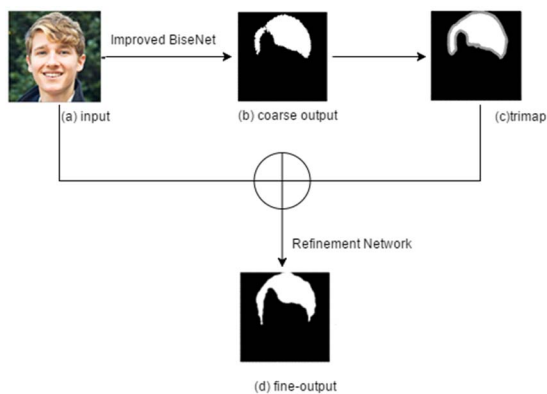 Improved BiseNet
(a) input
(b) coarse output
(c)trimap
Refinement Network
(d) fine-output